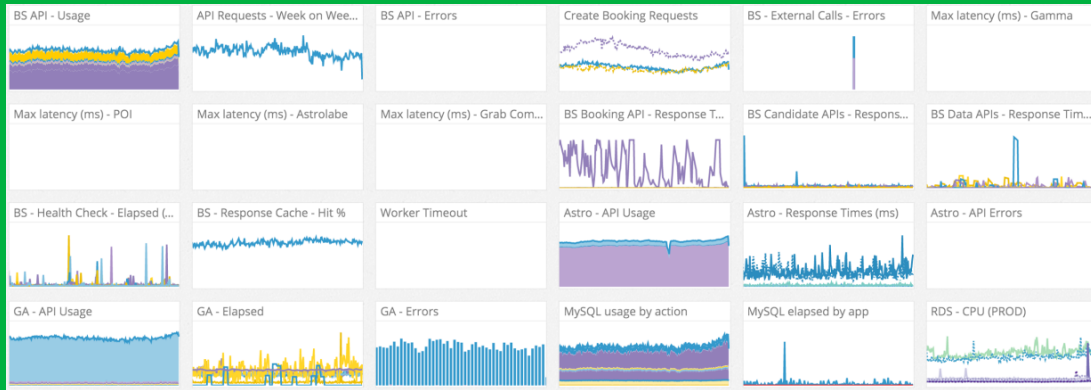 BS API - Usage
API Requests - Week on Wee...
BS API - Errors
Create Booking Requests
BS - External Calls - Errors
Max latency (ms) - Gamma
Max latency (ms) - POI
Max latency (ms) - Astrolabe
Max latency (ms) - Grab Com...
BS Booking API - Response T...
BS Candidate APIs - Respons...
BS Data APIs - Response Tim...
BS - Health Check - Elapsed (...
BS - Response Cache - Hit %
Worker Timeout
Astro - API Usage
Astro - Response Times (ms)
Astro - API Errors
GA - API Usage
GA - Elapsed
GA - Errors
MySQL usage by action
MySQL elapsed by app
RDS - CPU (PROD)